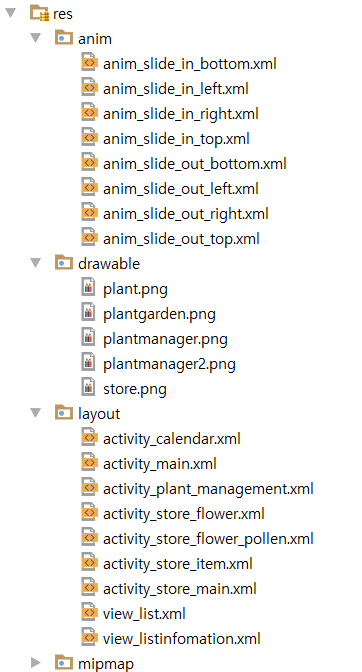 res
anim
anim_slide_in_bottom.xml
anim_slide_in_left.xml
anim_slide_in_right.xml
anim_slide_in_top.xml
anim_slide_out_bottom.xml
anim_slide_out_left.xml
anim_slide_out_right.xml
anim_slide_out_top.xml
drawable
plant.png
plantgarden.png
plantmanager.png
plantmanager2.png
store.png
layout
activity_calendar.xml
activity_main.xml
activity_plant_management.xml
activity_store_flower.xml
activity_store_flower_pollen.xml
activity_store_item.xml
activity_store_main.xml
view_list.xml
view_listinfomation.xml
mipmap